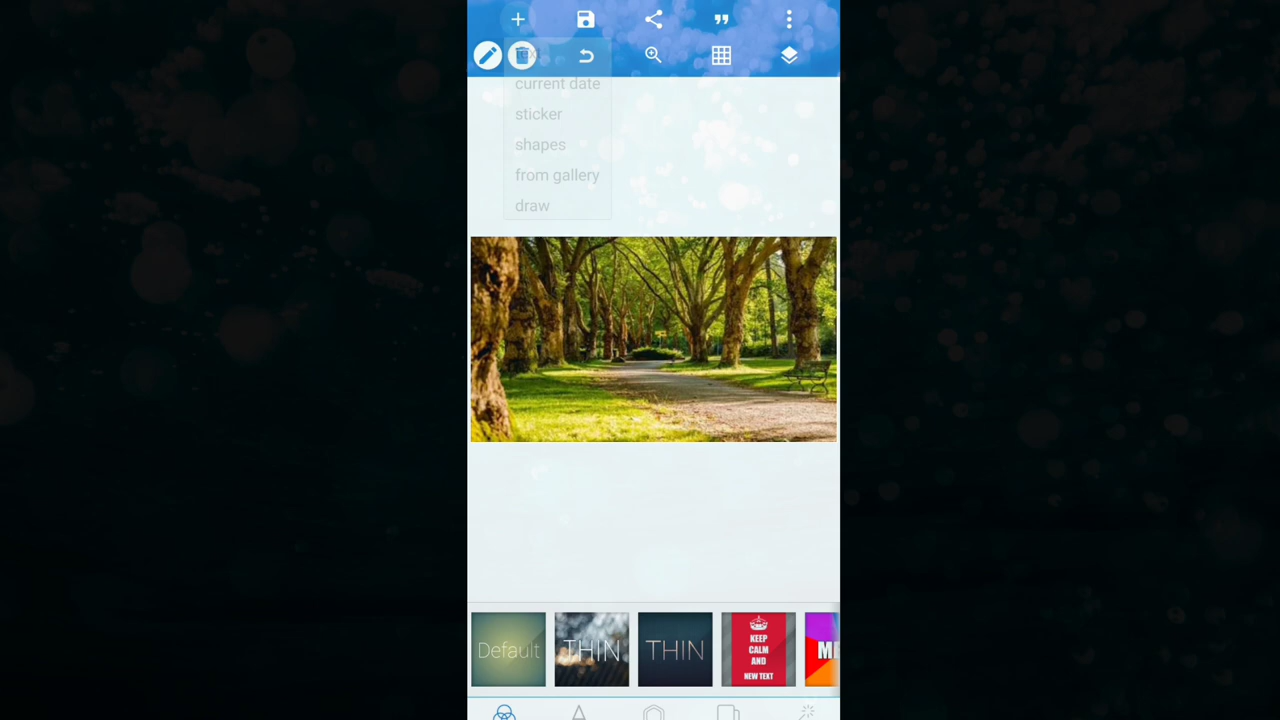 current date
sticker
shapes
from gallery
draw
Default
THIN
THIN
KEEP
CALM
AND
NEW TEXT